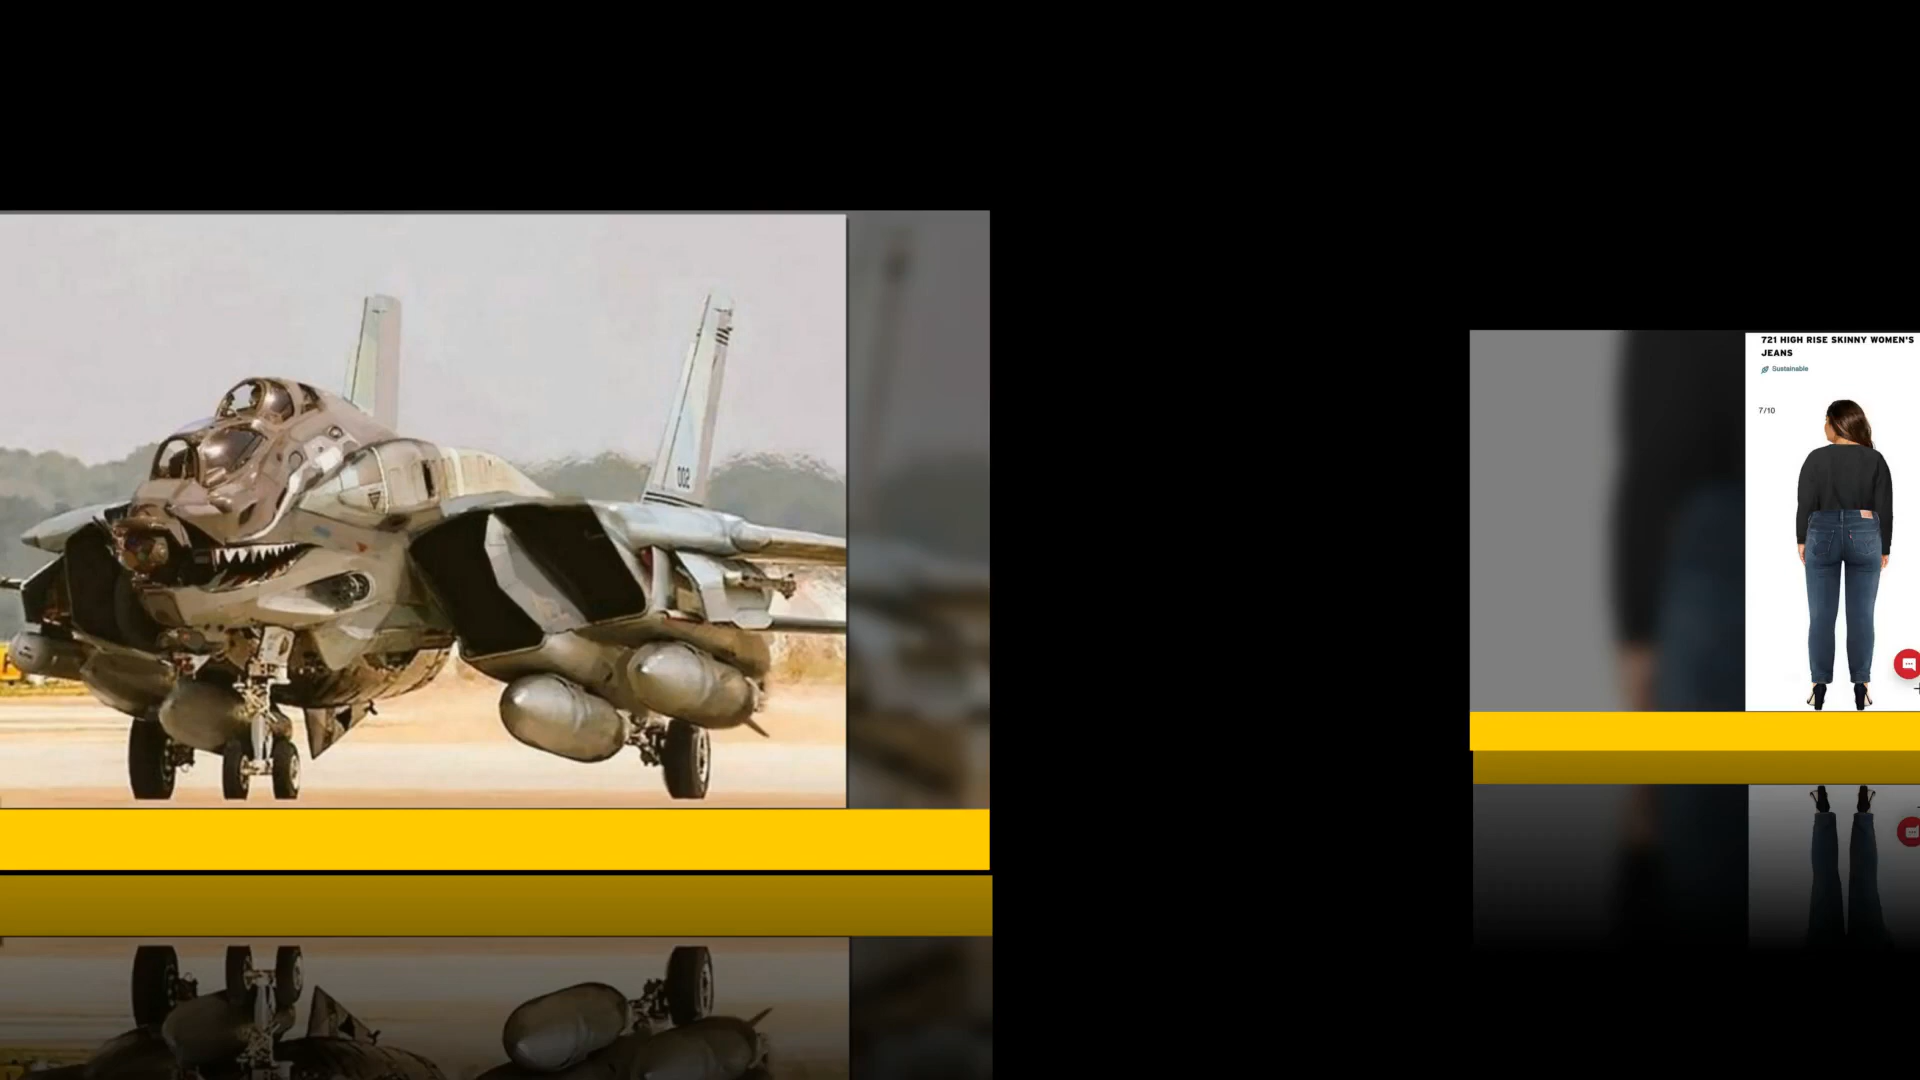 002
721 HIGH RISE SKINNY WOMEN'S
JEANS
Sustainable
7/10